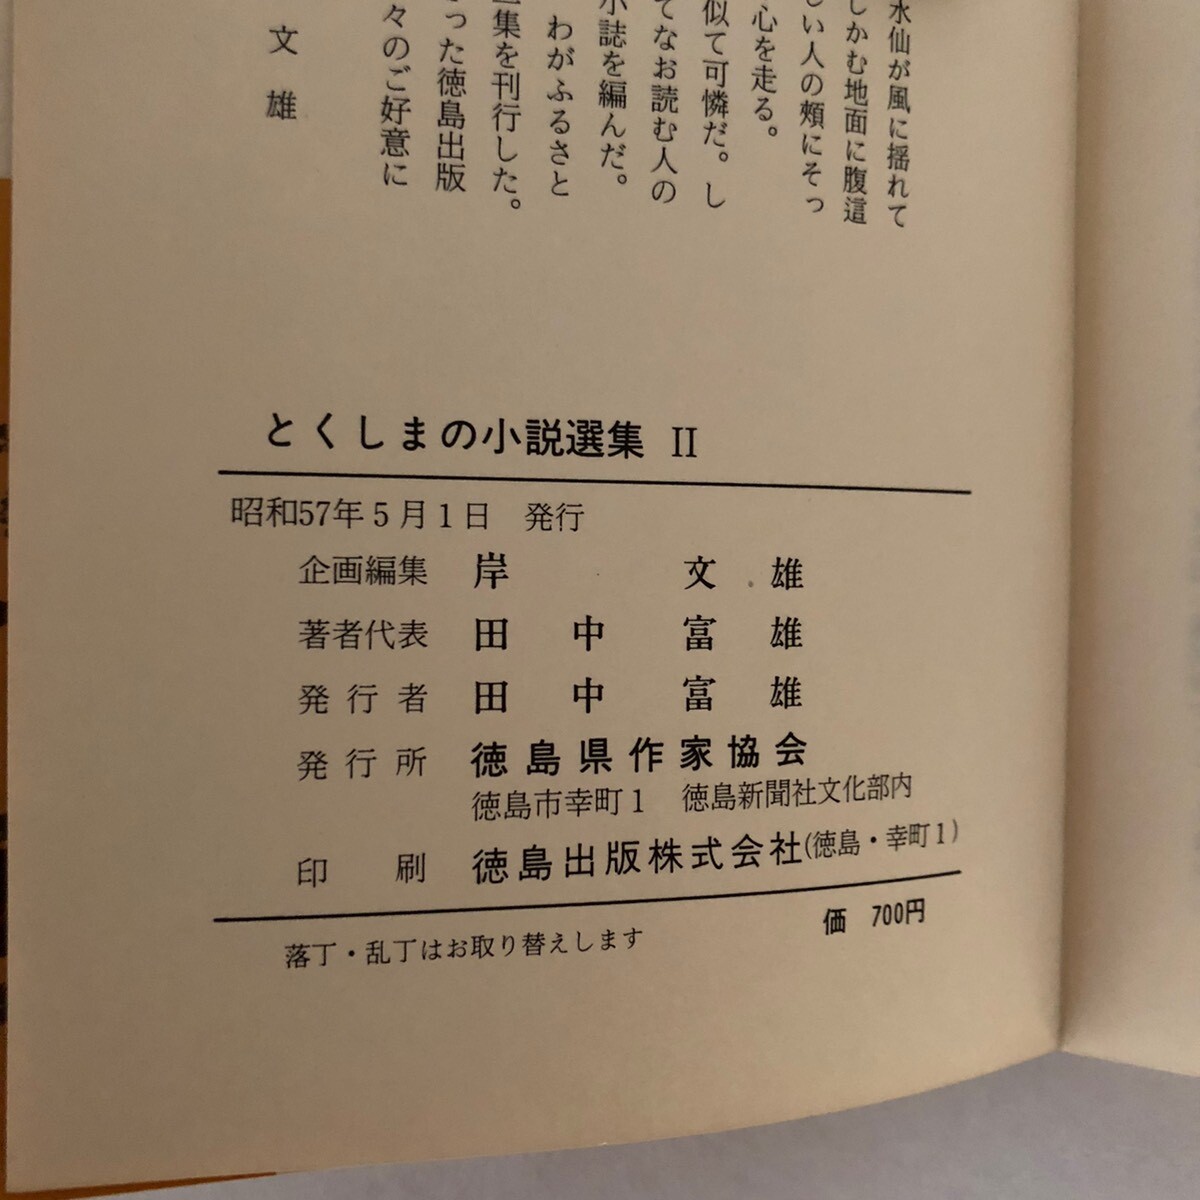 水仙が風に揺れて
しかむ地面に腹這
しい人の頰にそっ
心を走る。
似て可憐だ。し
てなお読む人の
小誌を編んだ。
わがふるさと
集を刊行した。
った徳島出版
々のご好意に
文雄
とくしまの小説選集 II
昭和57年5月1日 発行
企画編集 岸 文雄
著者代表 田中富雄
発行者 田中富雄
発行所 徳島県作家協会
徳島市幸町1 徳島新聞社文化部内
印刷 徳島出版株式会社(徳島・幸町1)
価 700円
落丁・乱丁はお取り替えします